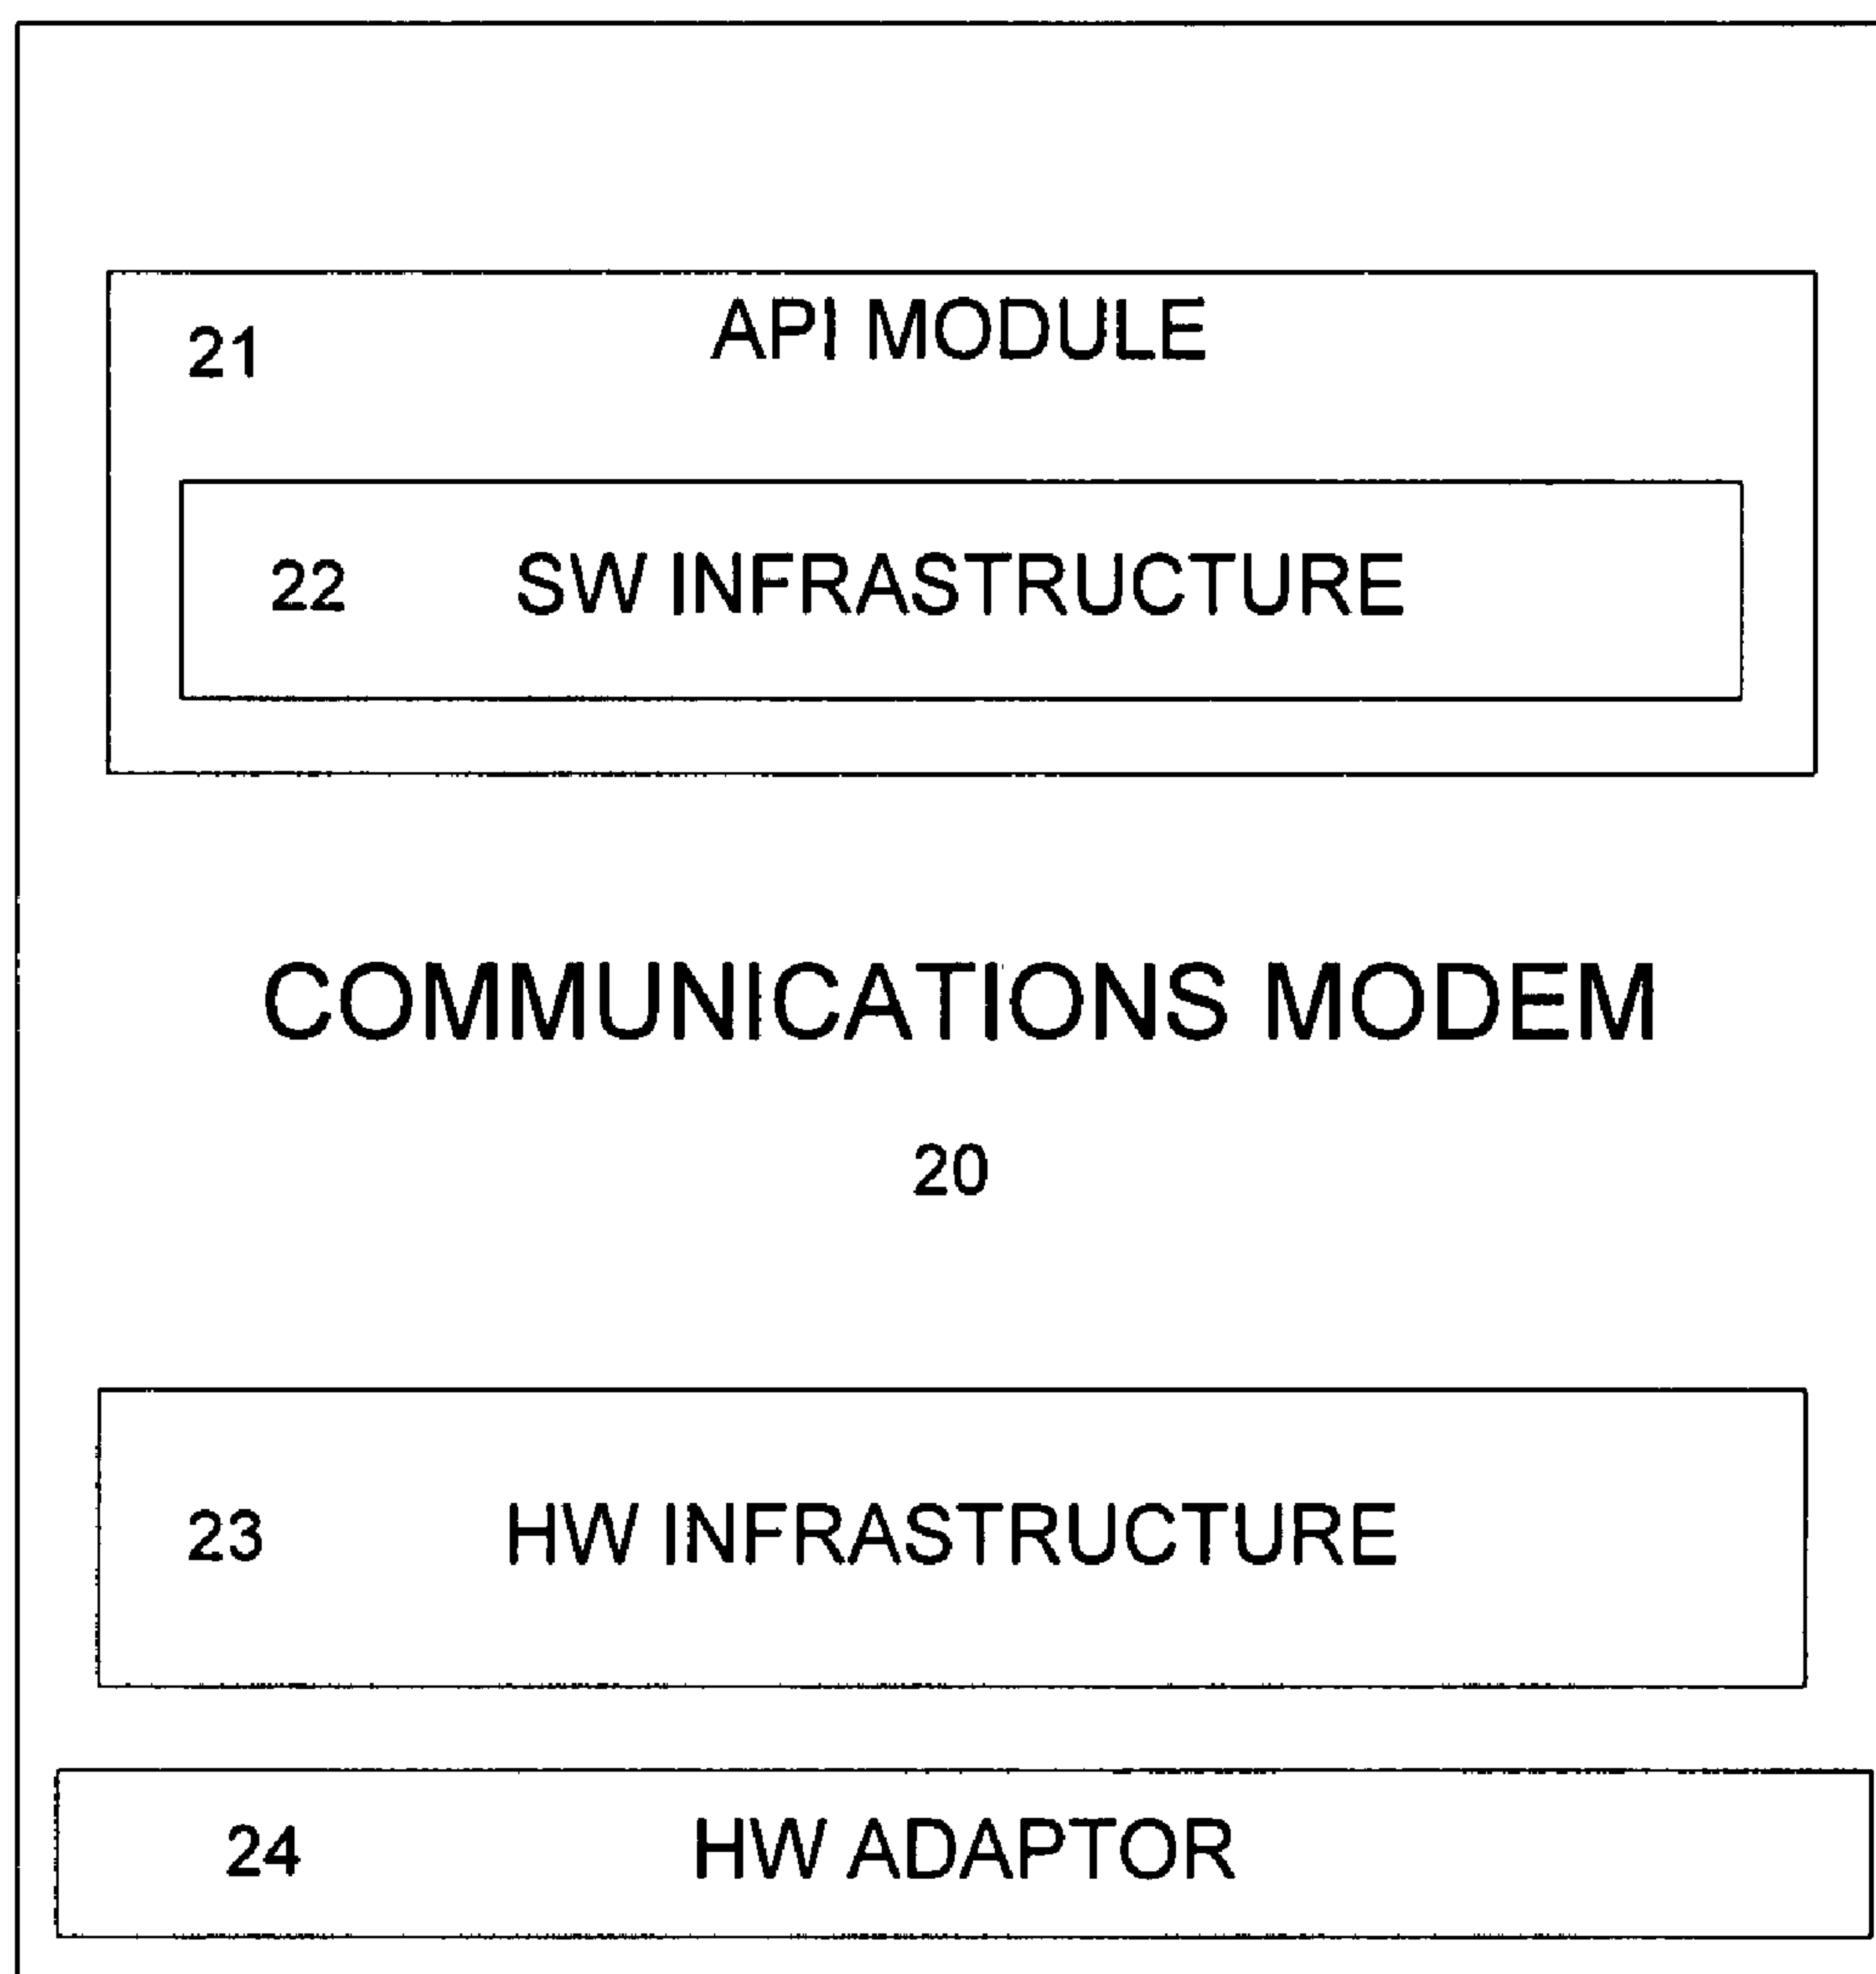 21 API MODULE
22 SW INFRASTRUCTURE
COMMUNICATIONS MODEM
20
23 HW INFRASTRUCTURE
24 HW ADAPTOR